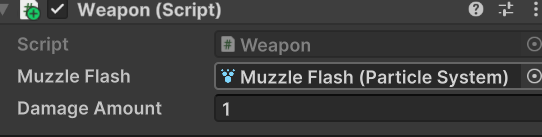 Weapon (Script)
Script Weapon
Muzzle Flash Muzzle Flash (Particle System)
Damage Amount 1